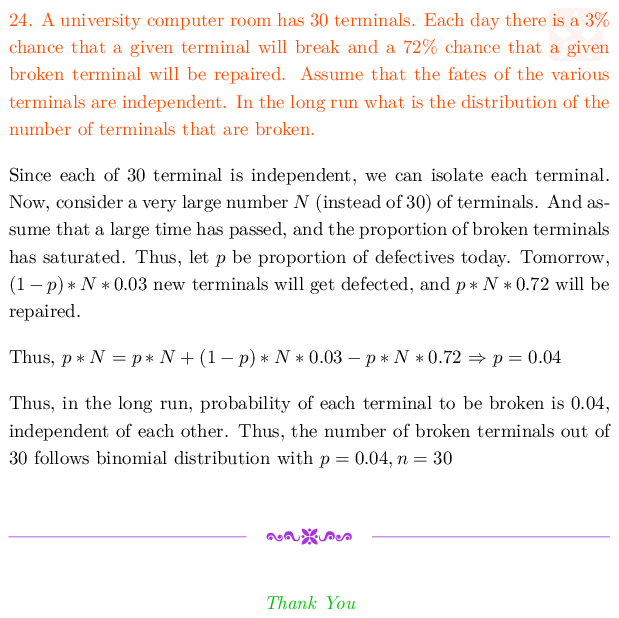 24. A university computer room has 30 terminals. Each day there is a 3%
chance that a given terminal will break and a 72% chance that a given
broken terminal will be repaired. Assume that the fates of the various
terminals are independent. In the long run what is the distribution of the
number of terminals that are broken.
Since each of 30 terminal is independent, we can isolate each terminal.
Now, consider a very large number N (instead of 30) of terminals. And as-
sume that a large time has passed, and the proportion of broken terminals
has saturated. Thus, let p be proportion of defectives today. Tomorrow,
(1 − p) ∗ N ∗ 0.03 new terminals will get defected, and p ∗ N ∗ 0.72 will be
repaired.
Thus, p ∗ N = p ∗ N + (1 − p) ∗ N ∗ 0.03 − p ∗ N ∗ 0.72 ⇒ p = 0.04
Thus, in the long run, probability of each terminal to be broken is 0.04,
independent of each other. Thus, the number of broken terminals out of
30 follows binomial distribution with p = 0.04, n = 30
Thank You